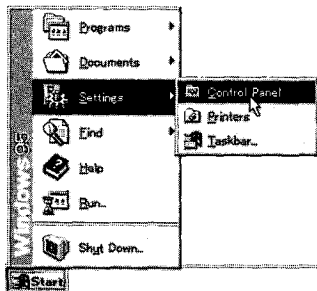 Programs
Documents
Settings
Find
Help
Run...
Shut Down...
Control Panel
Printers
Taskbar...
Windows 95
Start